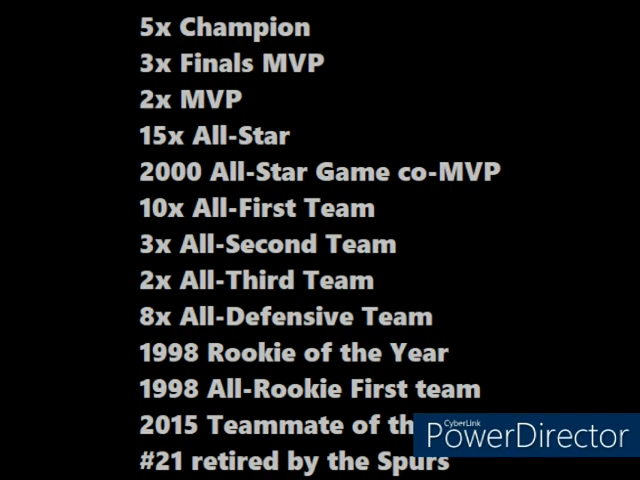 5x Champion
3x Finals MVP
2x MVP
15x All-Star
2000 All-Star Game co-MVP
10x All-First Team
3x All-Second Team
2x All-Third Team
8x All-Defensive Team
1998 Rookie of the Year
1998 All-Rookie First team
2015 Teammate of
CyberLink
PowerDirector
#21 retired by the Spurs